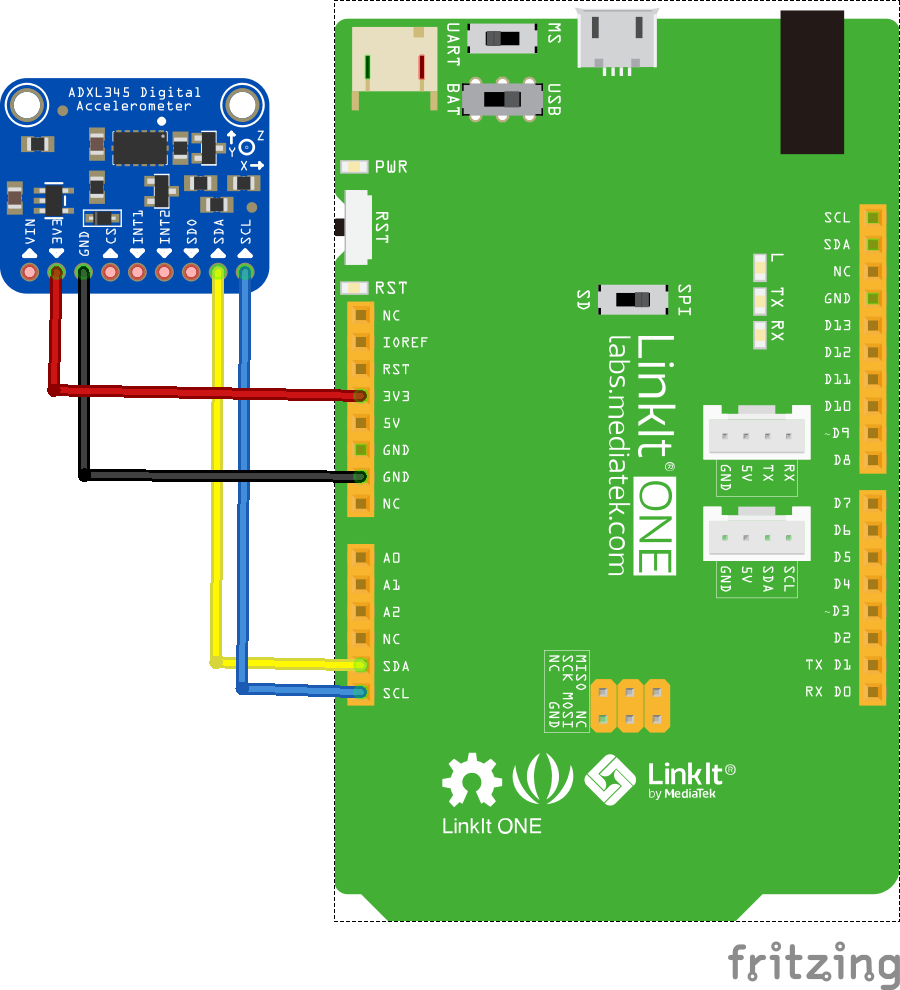 ADXL345 Digital
Accelerometer
Z
Y
X
VIN
3V3
GND
CS
INT1
INT2
SDO
SDA
SCL
UART
MS
BAT
USB
PWR
RST
RST
NC
IOREF
RST
3V3
5V
GND
GND
NC
A0
A1
A2
NC
SDA
SCL
SD
SPI
LinkIt® ONE
labs.mediatek.com
L
TX
RX
SCL
SDA
NC
GND
D13
D12
D11
D10
~D9
D8
GND
5V
TX
RX
D7
D6
D5
D4
~D3
D2
TX D1
RX D0
GND
5V
SDA
SCL
MISO NC
SCK MOSI
NC GND
LinkIt ONE
LinkIt®
by MediaTek
fritzing